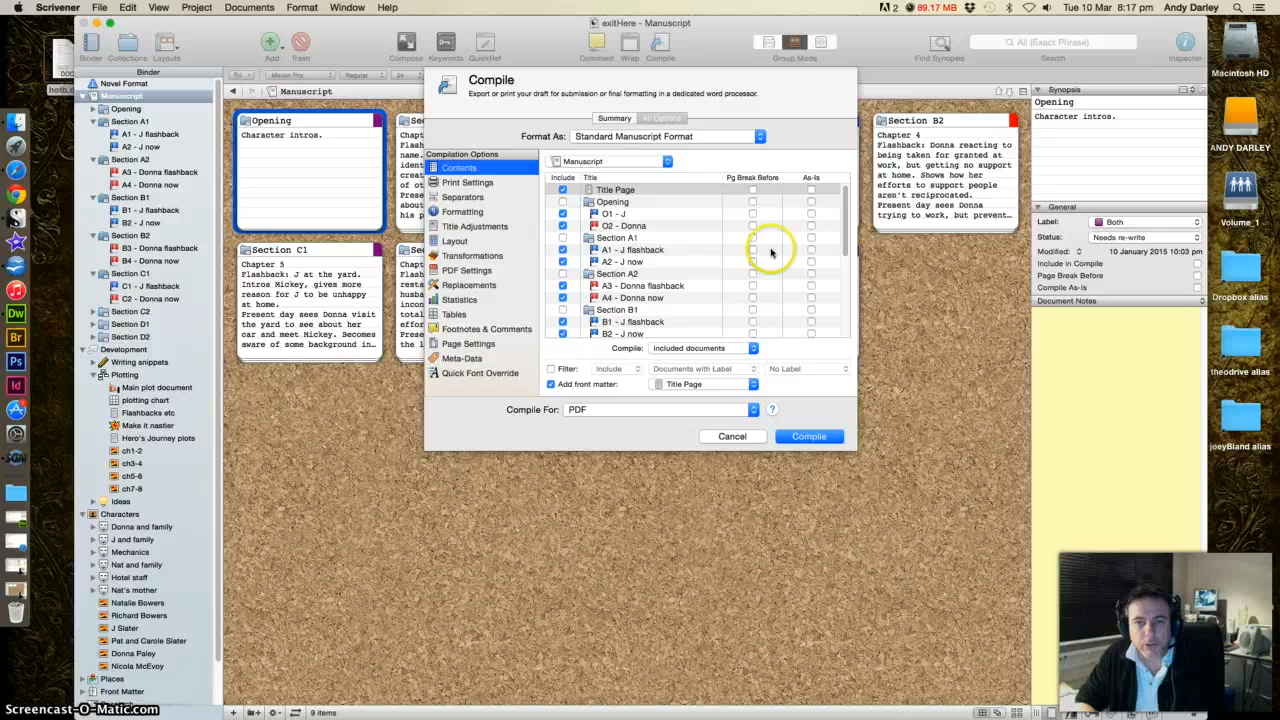 Scrivener File Edit View Project Documents Format Window Help
2 89.17 MB Tue 10 Mar 8:17 pm Andy Darley
exitHere - Manuscript
Binder Collections Layouts Add Trash Compose Keywords QuickRef Comment Wrap Compile Group Mode Find Synopsis Search Inspector
All (Exact Phrase)
Binder
Minion Pro Regular 24
Manuscript
Novel Format
Manuscript
Opening
Section A1
A1 - J flashback
A2 - J now
Section A2
A3 - Donna flashback
A4 - Donna now
Section B1
B1 - J flashback
B2 - J now
Section B2
B3 - Donna flashback
B4 - Donna now
Section C1
C1 - J flashback
C2 - Donna now
Section C2
Section D1
Section D2
Development
Writing snippets
Plotting
Main plot document
plotting chart
Flashbacks etc
Make it nastier
Hero's Journey plots
ch1-2
ch3-4
ch5-6
ch7-8
Ideas
Characters
Donna and family
J and family
Mechanics
Nat and family
Hotel staff
Nat's mother
Natalie Bowers
Richard Bowers
J Slater
Pat and Carole Slater
Donna Paley
Nicola McEvoy
Places
Front Matter
Opening
Character intros.
Section C1
Chapter 5
Flashback: J at the yard.
Intros Mickey, gives more
reason for J to be unhappy
at home.
Present day sees Donna visit
the yard to see about her
car and meet Mickey. Becomes
aware of some background in…
Compile
Export or print your draft for submission or final formatting in a dedicated word processor.
Summary All Options
Format As: Standard Manuscript Format
Compilation Options
Contents
Print Settings
Separators
Formatting
Title Adjustments
Layout
Transformations
PDF Settings
Replacements
Statistics
Tables
Footnotes & Comments
Page Settings
Meta-Data
Quick Font Override
Manuscript
Include Title Pg Break Before As-Is
Title Page
Opening
O1 - J
O2 - Donna
Section A1
A1 - J flashback
A2 - J now
Section A2
A3 - Donna flashback
A4 - Donna now
Section B1
B1 - J flashback
B2 - J now
Compile: Included documents
Filter: Include Documents with Label No Label
Add front matter: Title Page
Compile For: PDF ?
Cancel Compile
Section B2
Chapter 4
Flashback: Donna reacting to
being taken for granted at
work, but getting no support
at home. Shows how her
efforts to support others
aren't reciprocated.
Present day sees Donna
trying to work, but prevent…
Synopsis
Opening
Character intros.
General
Label: Both
Status: Needs re-write
Modified: 10 January 2015 10:03 pm
Include in Compile
Page Break Before
Compile As-Is
Document Notes
Macintosh HD
ANDY DARLEY
Volume_1
Dropbox alias
theodrive alias
joeyBland alias
9 items
Screencast-O-Matic.com